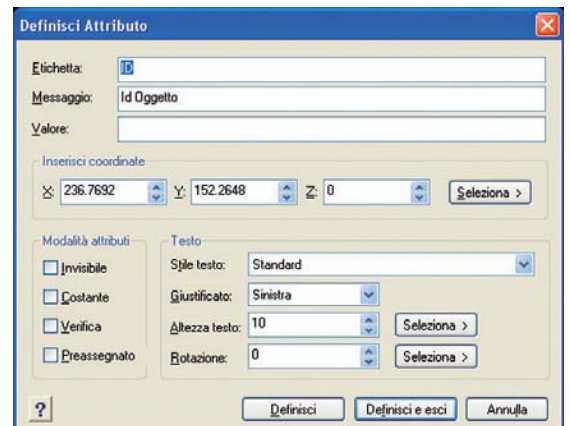 Definisci Attributo
Etichetta: ID
Messaggio: Id Oggetto
Valore:
Inserisci coordinate
X: 236.7692 Y: 152.2648 Z: 0 Seleziona >
Modalità attributi
Invisibile
Costante
Verifica
Preassegnato
Testo
Stile testo: Standard
Giustificato: Sinistra
Altezza testo: 10 Seleziona >
Rotazione: 0 Seleziona >
? Definisci Definisci e esci Annulla